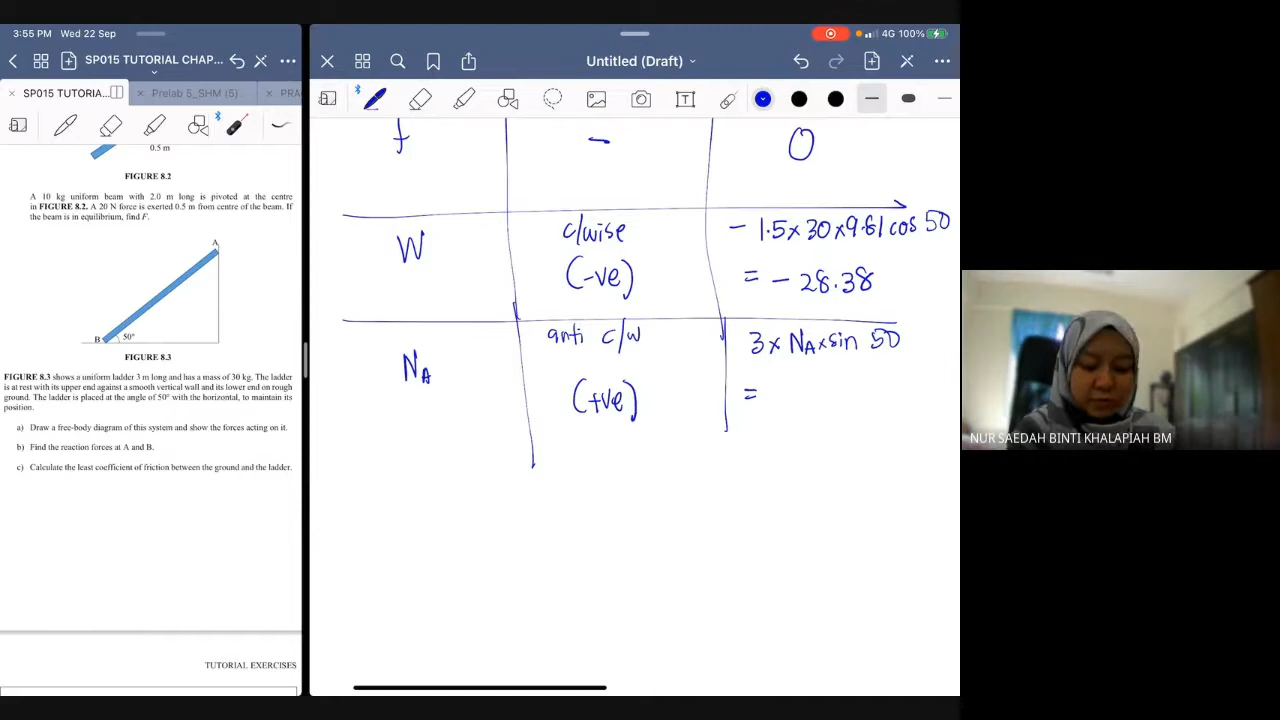 3:55 PM Wed 22 Sep
4G 100%
SP015 TUTORIAL CHAP...
Untitled (Draft)
SP015 TUTORIA...
Prelab 5_SHM (5)
PRA
0.5 m
FIGURE 8.2
A 10 kg uniform beam with 2.0 m long is pivoted at the centre
in FIGURE 8.2. A 20 N force is exerted 0.5 m from centre of the beam. If
the beam is in equilibrium, find F.
A
B
50°
FIGURE 8.3
FIGURE 8.3 shows a uniform ladder 3 m long and has a mass of 30 kg. The ladder
is at rest with its upper end against a smooth vertical wall and its lower end on rough
ground. The ladder is placed at the angle of 50° with the horizontal, to maintain its
position.
a) Draw a free-body diagram of this system and show the forces acting on it.
b) Find the reaction forces at A and B.
c) Calculate the least coefficient of friction between the ground and the ladder.
TUTORIAL EXERCISES
f - 0
W c/wise - 1.5 x 30 x 9.81 cos 50
(-ve) = - 28.38
N_A anti c/w 3 x N_A x sin 50
(+ve) =
NUR SAEDAH BINTI KHALAPIAH BM